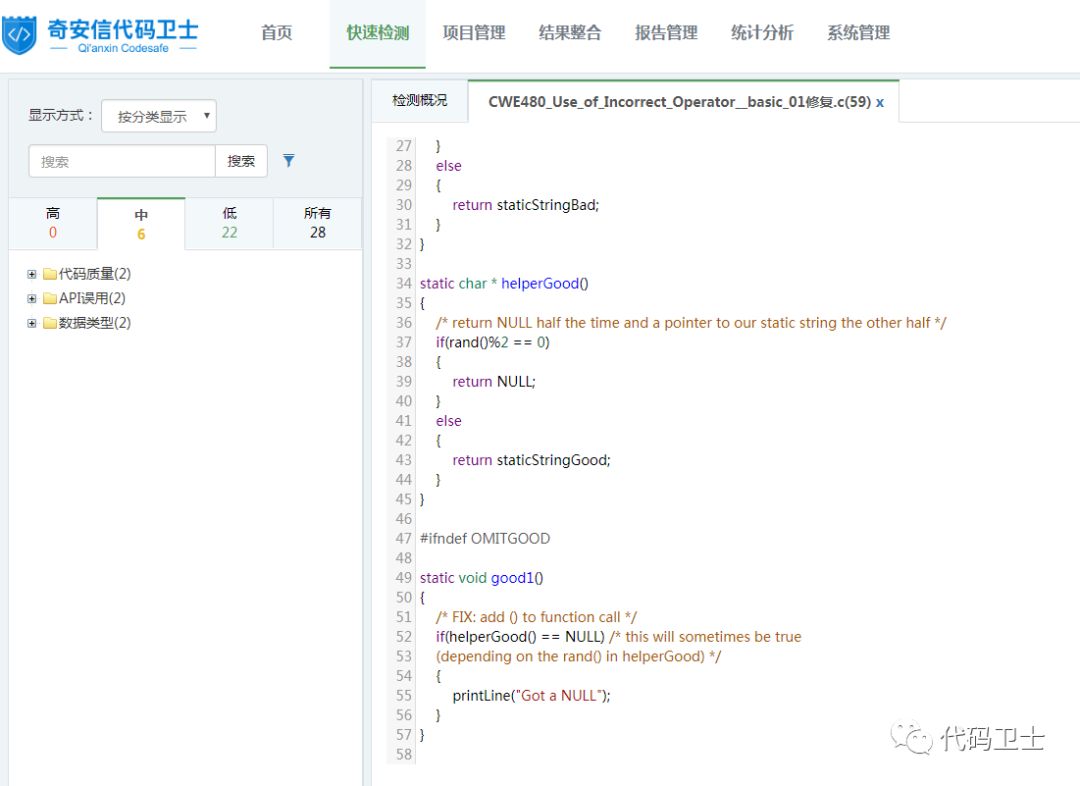 奇安信代码卫士
Qi'anxin Codesafe
首页 快速检测 项目管理 结果整合 报告管理 统计分析 系统管理
显示方式： 按分类显示
搜索 搜索
高 中 低 所有
0 6 22 28
代码质量(2)
API误用(2)
数据类型(2)
检测概况 CWE480_Use_of_Incorrect_Operator__basic_01修复.c(59) x
27 }
28 else
29 {
30 return staticStringBad;
31 }
32 }
33
34 static char * helperGood()
35 {
36 /* return NULL half the time and a pointer to our static string the other half */
37 if(rand()%2 == 0)
38 {
39 return NULL;
40 }
41 else
42 {
43 return staticStringGood;
44 }
45 }
46
47 #ifndef OMITGOOD
48
49 static void good1()
50 {
51 /* FIX: add () to function call */
52 if(helperGood() == NULL) /* this will sometimes be true
53 (depending on the rand() in helperGood) */
54 {
55 printLine("Got a NULL");
56 }
57 }
58
代码卫士